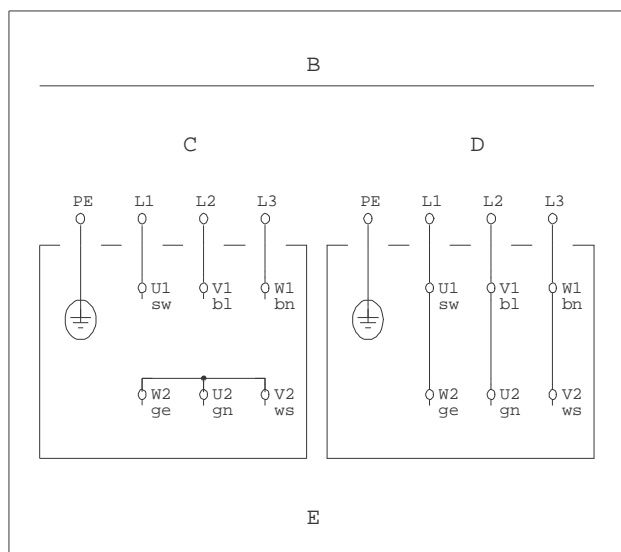 B
C D
PE L1 L2 L3 PE L1 L2 L3
U1 V1 W1 U1 V1 W1
sw bl bn sw bl bn
W2 U2 V2 W2 U2 V2
ge gn ws ge gn ws
E